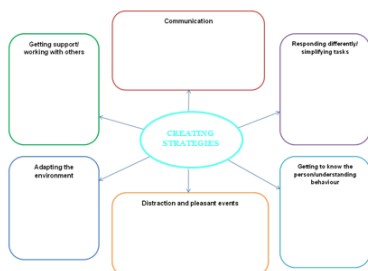 Communication
Getting support/
working with others
Responding differently/
simplifying tasks
CREATING
STRATEGIES
Adapting the
environment
Distraction and pleasant events
Getting to know the
person/understanding
behaviour